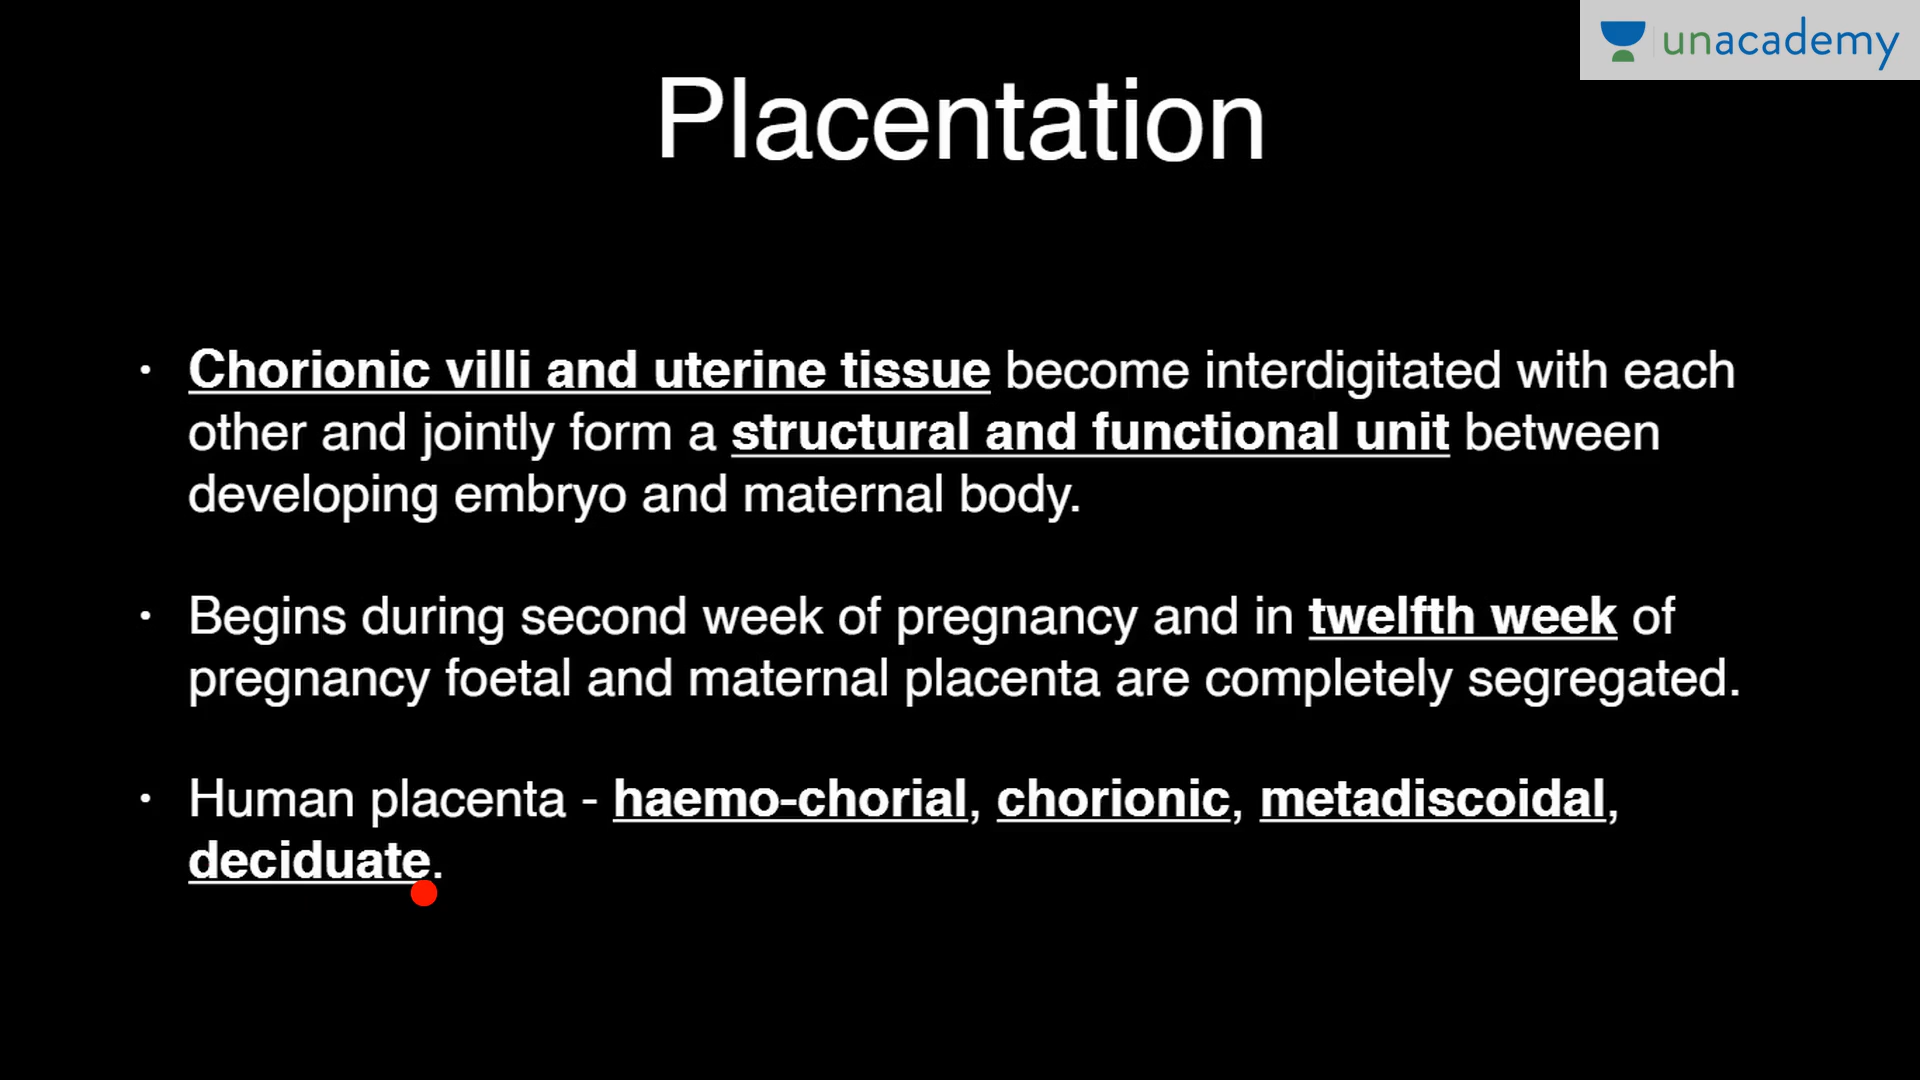 unacademy
Placentation
• Chorionic villi and uterine tissue become interdigitated with each
other and jointly form a structural and functional unit between
developing embryo and maternal body.
• Begins during second week of pregnancy and in twelfth week of
pregnancy foetal and maternal placenta are completely segregated.
• Human placenta - haemo-chorial, chorionic, metadiscoidal,
deciduate.